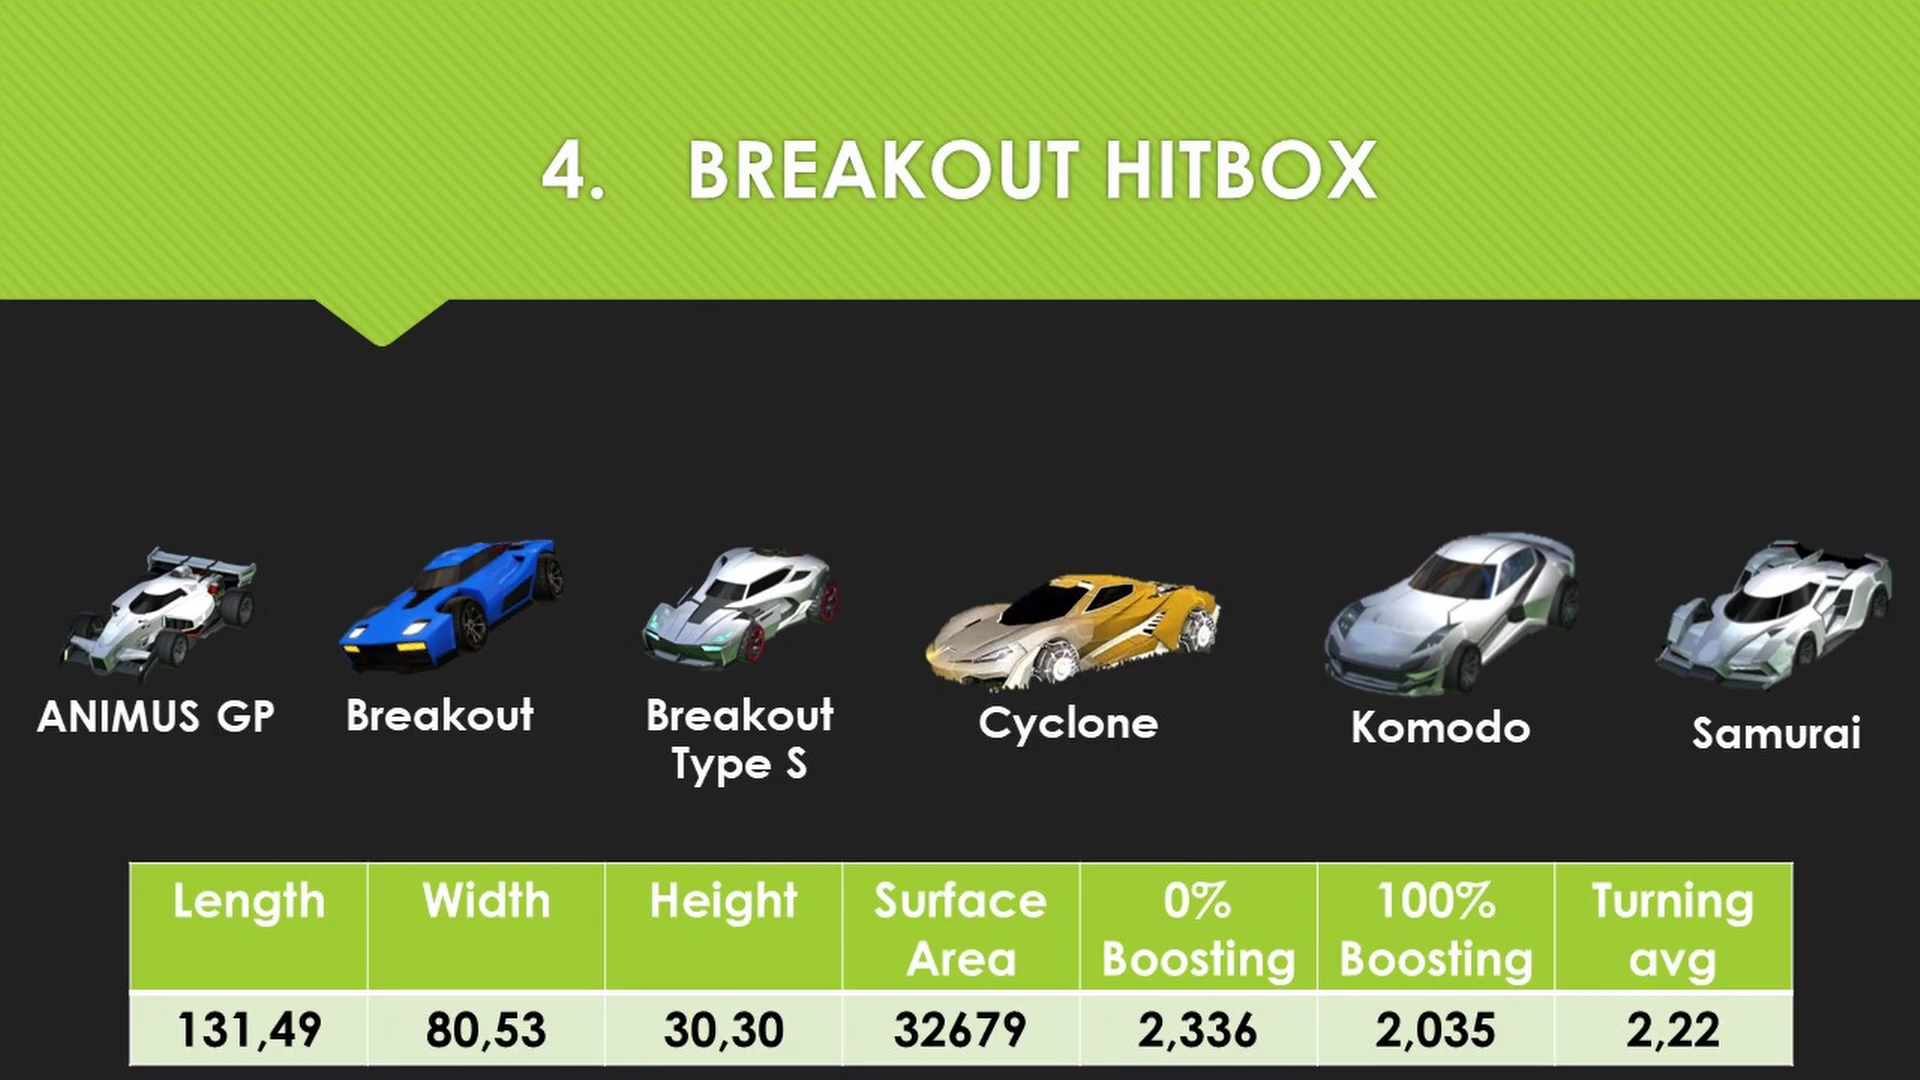 4. BREAKOUT HITBOX
ANIMUS GP
Breakout
Breakout
Type S
Cyclone
Komodo
Samurai
Length
Width
Height
Surface
Area
0%
Boosting
100%
Boosting
Turning
avg
131,49
80,53
30,30
32679
2,336
2,035
2,22